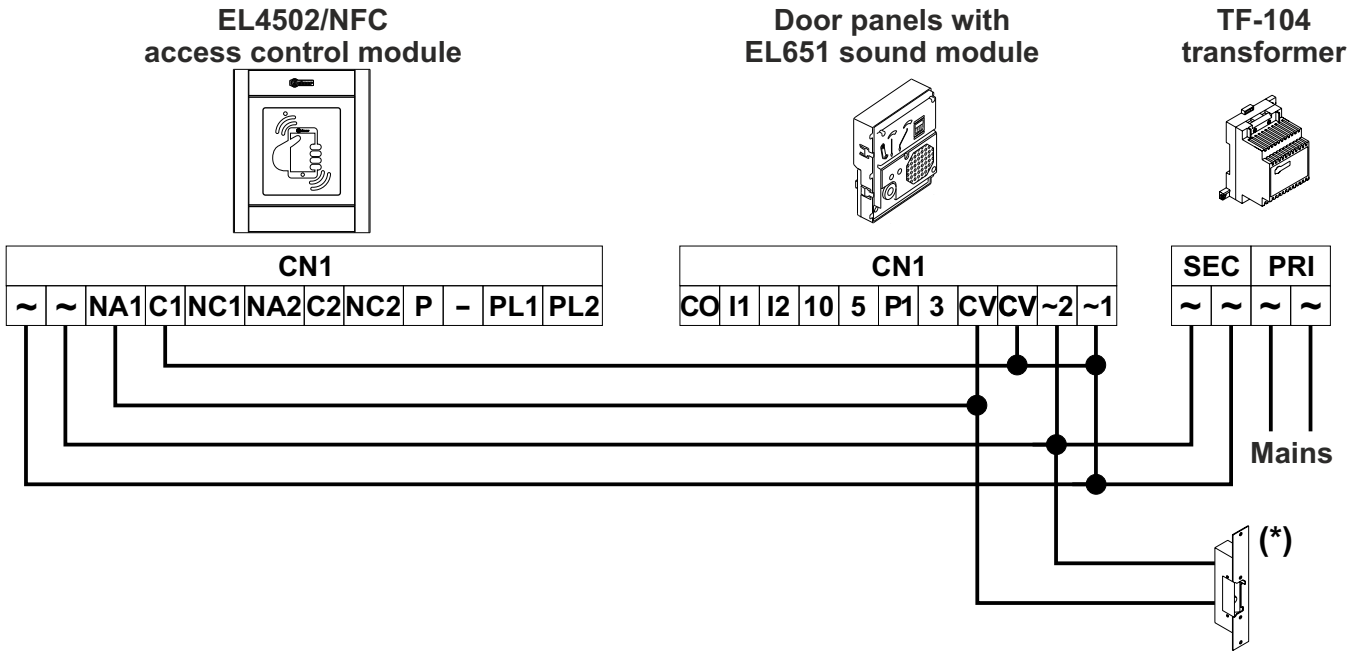 EL4502/NFC
access control module
Door panels with
EL651 sound module
TF-104
transformer
CN1
~ ~ NA1 C1 NC1 NA2 C2 NC2 P – PL1 PL2
CN1
CO I1 I2 10 5 P1 3 CV CV ~2 ~1
SEC PRI
~ ~ ~ ~
Mains
(*)